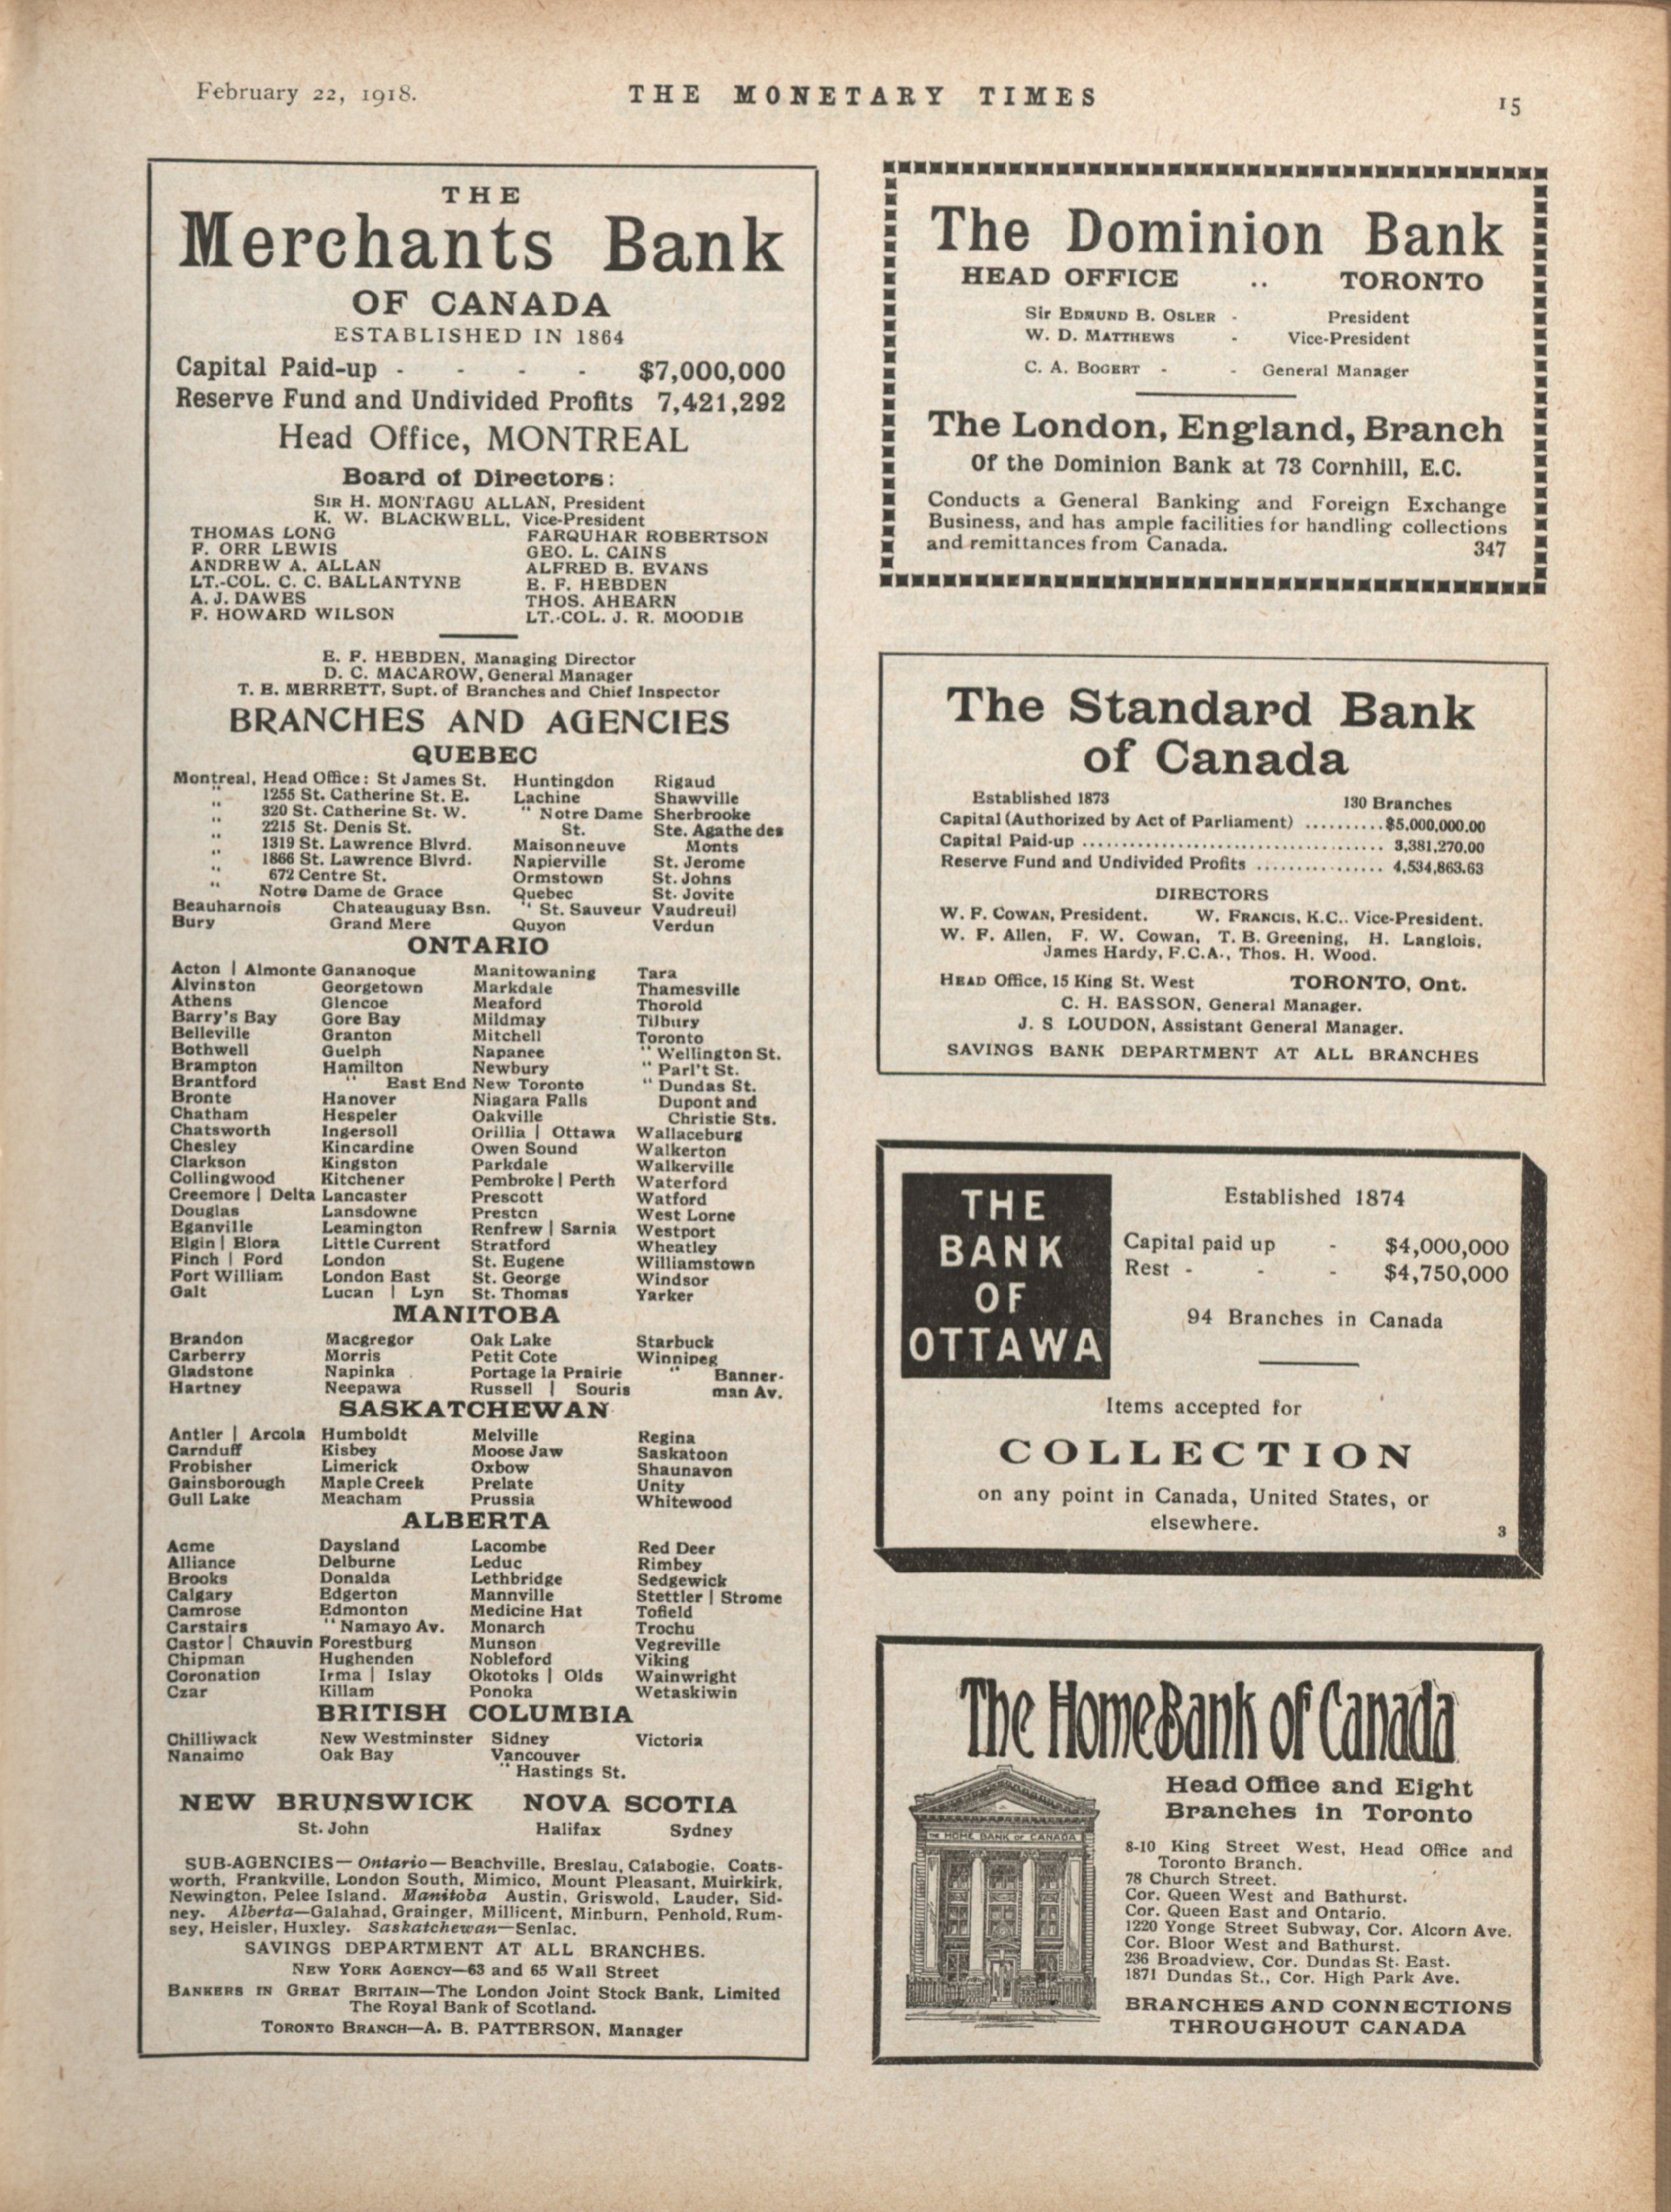 February 22, 1918.
THE MONETARY TIMES
15
THE
Merchants Bank
OF CANADA
ESTABLISHED IN 1864
Capital Paid-up - - - - $7,000,000
Reserve Fund and Undivided Profits 7,421,292
Head Office, MONTREAL
Board of Directors:
SIR H. MONTAGU ALLAN, President
K. W. BLACKWELL, Vice-President
THOMAS LONG FARQUHAR ROBERTSON
F. ORR LEWIS GEO. L. CAINS
ANDREW A. ALLAN ALFRED B. EVANS
LT.-COL. C. C. BALLANTYNE E. F. HEBDEN
A. J. DAWES THOS. AHEARN
F. HOWARD WILSON LT.-COL. J. R. MOODIE
E. F. HEBDEN, Managing Director
D. C. MACAROW, General Manager
T. E. MERRETT, Supt. of Branches and Chief Inspector
BRANCHES AND AGENCIES
QUEBEC
Montreal, Head Office: St James St. Huntingdon Rigaud
" 1255 St. Catherine St. E. Lachine Shawville
" 320 St. Catherine St. W. " Notre Dame Sherbrooke
" 2215 St. Denis St. St. Ste. Agathe des
" 1319 St. Lawrence Blvrd. Maisonneuve Monts
" 1866 St. Lawrence Blvrd. Napierville St. Jerome
" 672 Centre St. Ormstown St. Johns
" Notre Dame de Grace Quebec St. Jovite
Beauharnois Chateauguay Bsn. " St. Sauveur Vaudreuil
Bury Grand Mere Quyon Verdun
ONTARIO
Acton | Almonte Gananoque Manitowaning Tara
Alvinston Georgetown Markdale Thamesville
Athens Glencoe Meaford Thorold
Barry's Bay Gore Bay Mildmay Tilbury
Belleville Granton Mitchell Toronto
Bothwell Guelph Napanee " Wellington St.
Brampton Hamilton Newbury " Parl't St.
Brantford " East End New Toronto " Dundas St.
Bronte Hanover Niagara Falls Dupont and
Chatham Hespeler Oakville Christie Sts.
Chatsworth Ingersoll Orillia | Ottawa Wallaceburg
Chesley Kincardine Owen Sound Walkerton
Clarkson Kingston Parkdale Walkerville
Collingwood Kitchener Pembroke | Perth Waterford
Creemore | Delta Lancaster Prescott Watford
Douglas Lansdowne Preston West Lorne
Eganville Leamington Renfrew | Sarnia Westport
Elgin | Elora Little Current Stratford Wheatley
Finch | Ford London St. Eugene Williamstown
Fort William London East St. George Windsor
Galt Lucan | Lyn St. Thomas Yarker
MANITOBA
Brandon Macgregor Oak Lake Starbuck
Carberry Morris Petit Cote Winnipeg
Gladstone Napinka Portage la Prairie " Banner-
Hartney Neepawa Russell | Souris man Av.
SASKATCHEWAN
Antler | Arcola Humboldt Melville Regina
Carnduff Kisbey Moose Jaw Saskatoon
Frobisher Limerick Oxbow Shaunavon
Gainsborough Maple Creek Prelate Unity
Gull Lake Meacham Prussia Whitewood
ALBERTA
Acme Daysland Lacombe Red Deer
Alliance Delburne Leduc Rimbey
Brooks Donalda Lethbridge Sedgewick
Calgary Edgerton Mannville Stettler | Strome
Camrose Edmonton Medicine Hat Tofield
Carstairs " Namayo Av. Monarch Trochu
Castor | Chauvin Forestburg Munson Vegreville
Chipman Hughenden Nobleford Viking
Coronation Irma | Islay Okotoks | Olds Wainwright
Czar Killam Ponoka Wetaskiwin
BRITISH COLUMBIA
Chilliwack New Westminster Sidney Victoria
Nanaimo Oak Bay Vancouver
" Hastings St.
NEW BRUNSWICK NOVA SCOTIA
St. John Halifax Sydney
SUB-AGENCIES—Ontario—Beachville, Breslau, Calabogie, Coats-
worth, Frankville, London South, Mimico, Mount Pleasant, Muirkirk,
Newington, Pelee Island. Manitoba Austin, Griswold, Lauder, Sid-
ney. Alberta—Galahad, Grainger, Millicent, Minburn, Penhold, Rum-
sey, Heisler, Huxley. Saskatchewan—Senlac.
SAVINGS DEPARTMENT AT ALL BRANCHES.
NEW YORK AGENCY—63 and 65 Wall Street
BANKERS IN GREAT BRITAIN—The London Joint Stock Bank, Limited
The Royal Bank of Scotland.
TORONTO BRANCH—A. B. PATTERSON, Manager
The Dominion Bank
HEAD OFFICE .. TORONTO
Sir EDMUND B. OSLER - President
W. D. MATTHEWS - Vice-President
C. A. BOGERT - - General Manager
The London, England, Branch
Of the Dominion Bank at 73 Cornhill, E.C.
Conducts a General Banking and Foreign Exchange
Business, and has ample facilities for handling collections
and remittances from Canada. 347
The Standard Bank
of Canada
Established 1873 130 Branches
Capital (Authorized by Act of Parliament) ..........$5.000,000.00
Capital Paid-up .................................... 3,381,270.00
Reserve Fund and Undivided Profits ............... 4,534,863.63
DIRECTORS
W. F. COWAN, President. W. FRANCIS, K.C.. Vice-President.
W. F. Allen, F. W. Cowan, T. B. Greening, H. Langlois,
James Hardy, F.C.A., Thos. H. Wood.
HEAD Office, 15 King St. West TORONTO, Ont.
C. H. EASSON, General Manager.
J. S LOUDON, Assistant General Manager.
SAVINGS BANK DEPARTMENT AT ALL BRANCHES
THE
BANK
OF
OTTAWA
Established 1874
Capital paid up - $4,000,000
Rest - - - $4,750,000
94 Branches in Canada
Items accepted for
COLLECTION
on any point in Canada, United States, or
elsewhere.
3
The Home Bank of Canada
THE HOME BANK OF CANADA
Head Office and Eight
Branches in Toronto
8-10 King Street West, Head Office and
Toronto Branch.
78 Church Street.
Cor. Queen West and Bathurst.
Cor. Queen East and Ontario.
1220 Yonge Street Subway, Cor. Alcorn Ave.
Cor. Bloor West and Bathurst.
236 Broadview, Cor. Dundas St. East.
1871 Dundas St., Cor. High Park Ave.
BRANCHES AND CONNECTIONS
THROUGHOUT CANADA